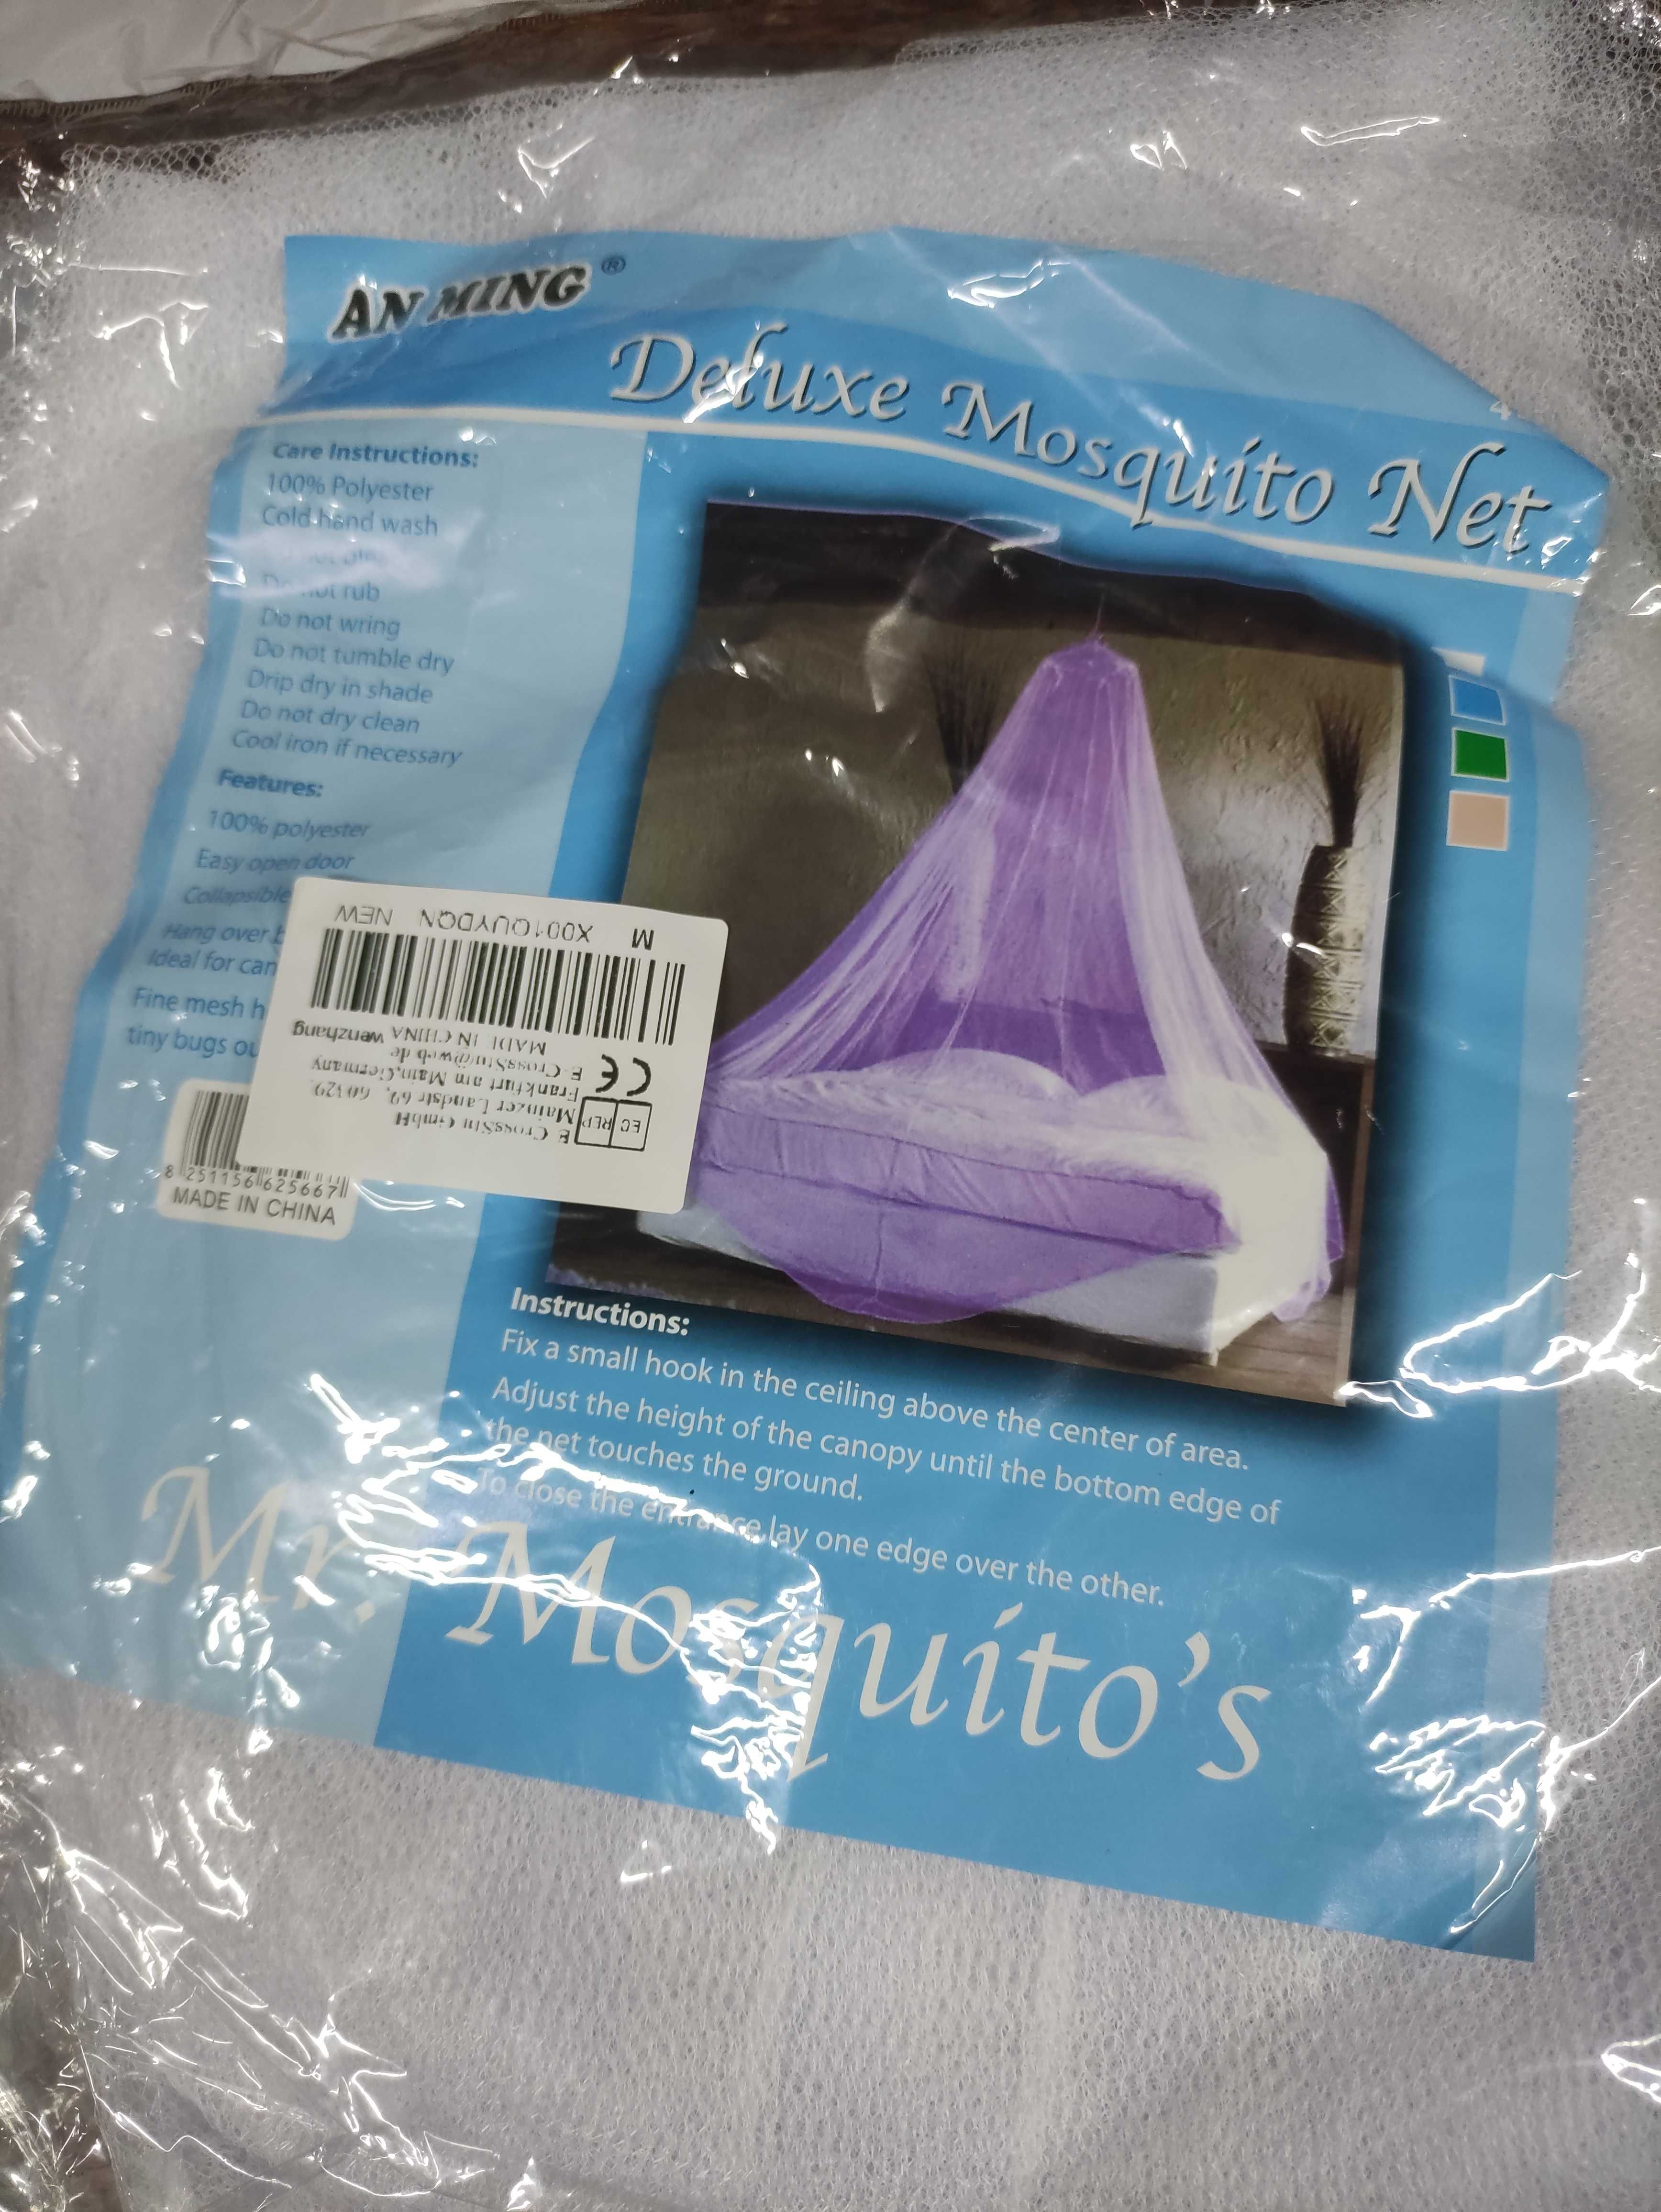 AN MING ®
Deluxe Mosquito Net
4
Care Instructions:
100% Polyester
Cold hand wash
Do not rub
Do not wring
Do not tumble dry
Drip dry in shade
Do not dry clean
Cool iron if necessary
Features:
100% polyester
Easy open door
Collapsible
Hang over
Ideal for
Fine mesh
tiny bugs
8 251156 625667
MADE IN CHINA
EC REP
E-CrossStu GmbH
Mainzer Landstr 69, 60329
Frankfurt am Main,Germany
E-CrossStu@web.de
CE
MADE IN CHINA wenzhang
M
X001QUYDQN NEW
Instructions:
Fix a small hook in the ceiling above the center of area.
Adjust the height of the canopy until the bottom edge of
the net touches the ground.
To close the entrance,lay one edge over the other.
Mr. Mosquito's